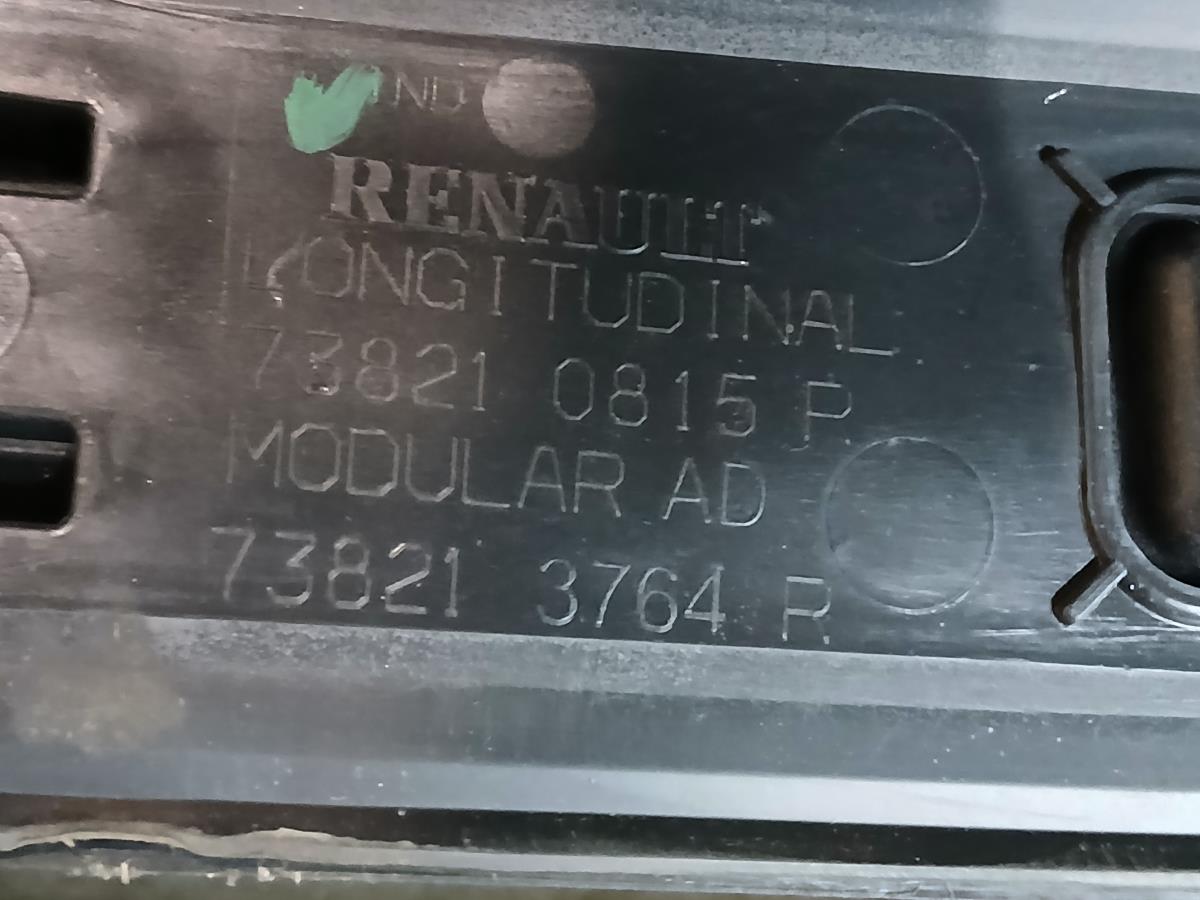 RENAULT
LONGITUDINAL
73821 0815 P
MODULAR AD
73821 3764 R